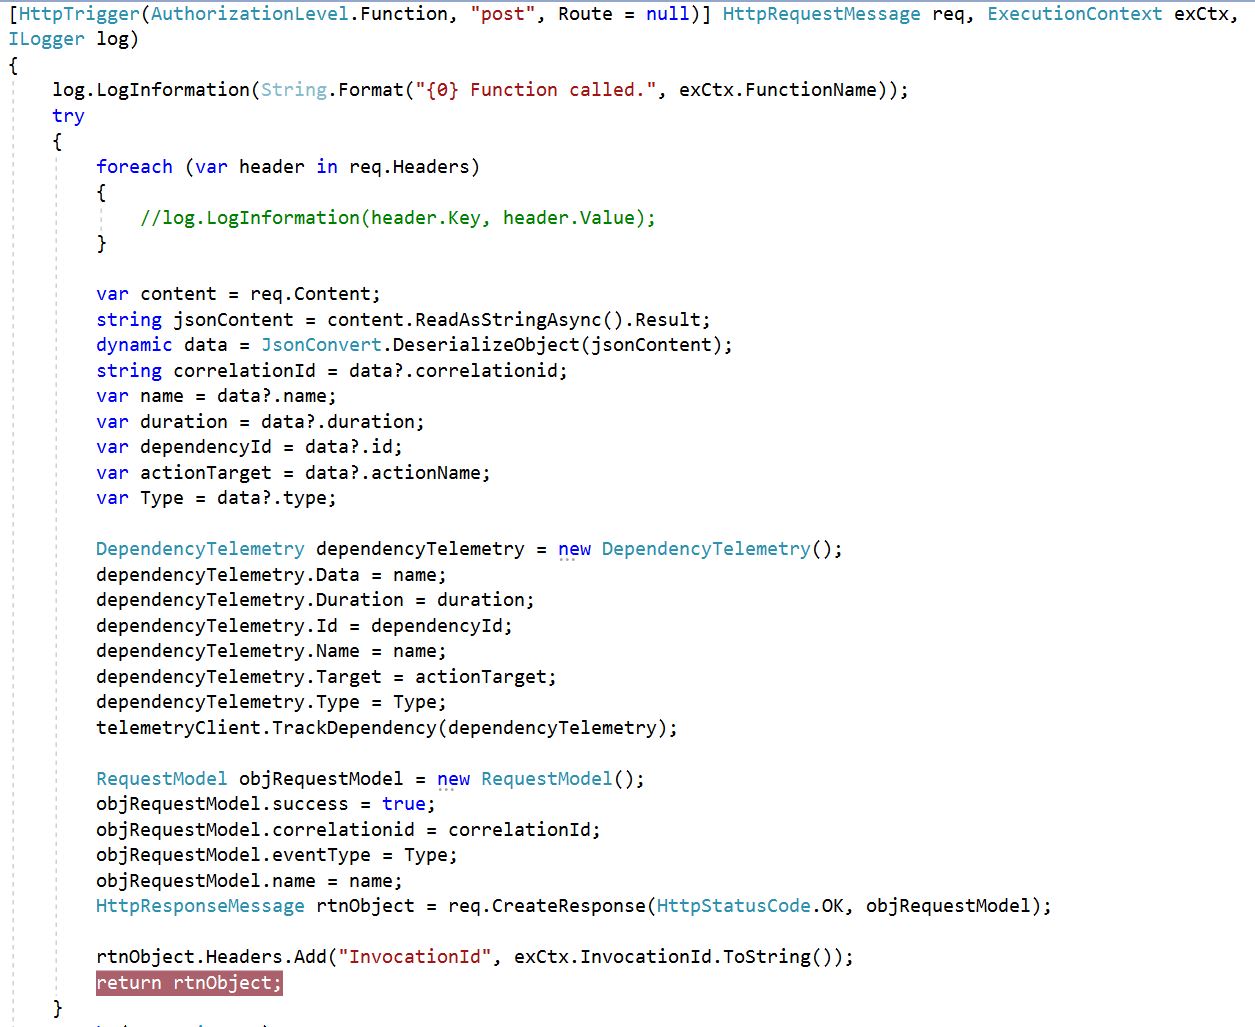 [HttpTrigger(AuthorizationLevel.Function, "post", Route = null)] HttpRequestMessage req, ExecutionContext exCtx,
ILogger log)
{
log.LogInformation(String.Format("{0} Function called.", exCtx.FunctionName));
try
{
foreach (var header in req.Headers)
{
//log.LogInformation(header.Key, header.Value);
}
var content = req.Content;
string jsonContent = content.ReadAsStringAsync().Result;
dynamic data = JsonConvert.DeserializeObject(jsonContent);
string correlationId = data?.correlationid;
var name = data?.name;
var duration = data?.duration;
var dependencyId = data?.id;
var actionTarget = data?.actionName;
var Type = data?.type;
DependencyTelemetry dependencyTelemetry = new DependencyTelemetry();
dependencyTelemetry.Data = name;
dependencyTelemetry.Duration = duration;
dependencyTelemetry.Id = dependencyId;
dependencyTelemetry.Name = name;
dependencyTelemetry.Target = actionTarget;
dependencyTelemetry.Type = Type;
telemetryClient.TrackDependency(dependencyTelemetry);
RequestModel objRequestModel = new RequestModel();
objRequestModel.success = true;
objRequestModel.correlationid = correlationId;
objRequestModel.eventType = Type;
objRequestModel.name = name;
HttpResponseMessage rtnObject = req.CreateResponse(HttpStatusCode.OK, objRequestModel);
rtnObject.Headers.Add("InvocationId", exCtx.InvocationId.ToString());
return rtnObject;
}